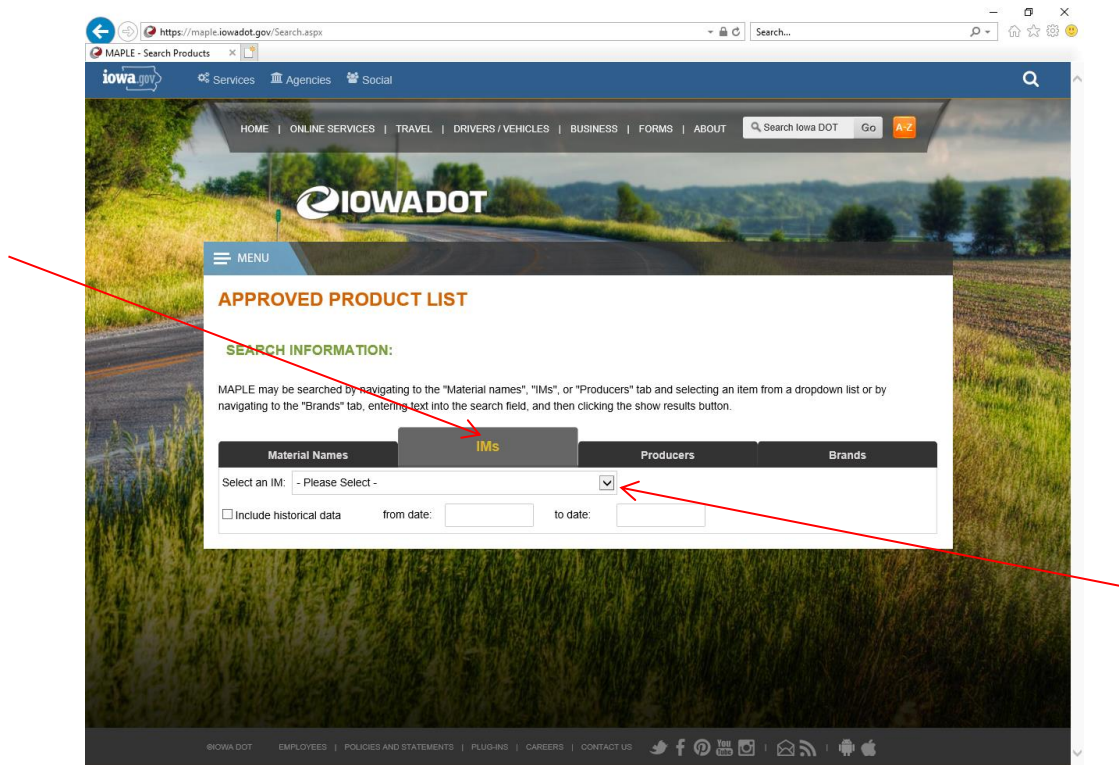 https://maple.iowadot.gov/Search.aspx
Search...
MAPLE - Search Products
iowa.gov
Services
Agencies
Social
HOME | ONLINE SERVICES | TRAVEL | DRIVERS / VEHICLES | BUSINESS | FORMS | ABOUT
Search Iowa DOT
Go
A-Z
IOWADOT
MENU
APPROVED PRODUCT LIST
SEARCH INFORMATION:
MAPLE may be searched by navigating to the "Material names", "IMs", or "Producers" tab and selecting an item from a dropdown list or by
navigating to the "Brands" tab, entering text into the search field, and then clicking the show results button.
Material Names
IMs
Producers
Brands
Select an IM:
- Please Select -
Include historical data
from date:
to date:
©IOWA DOT
EMPLOYEES | POLICIES AND STATEMENTS | PLUG-INS | CAREERS | CONTACT US
You
Tube